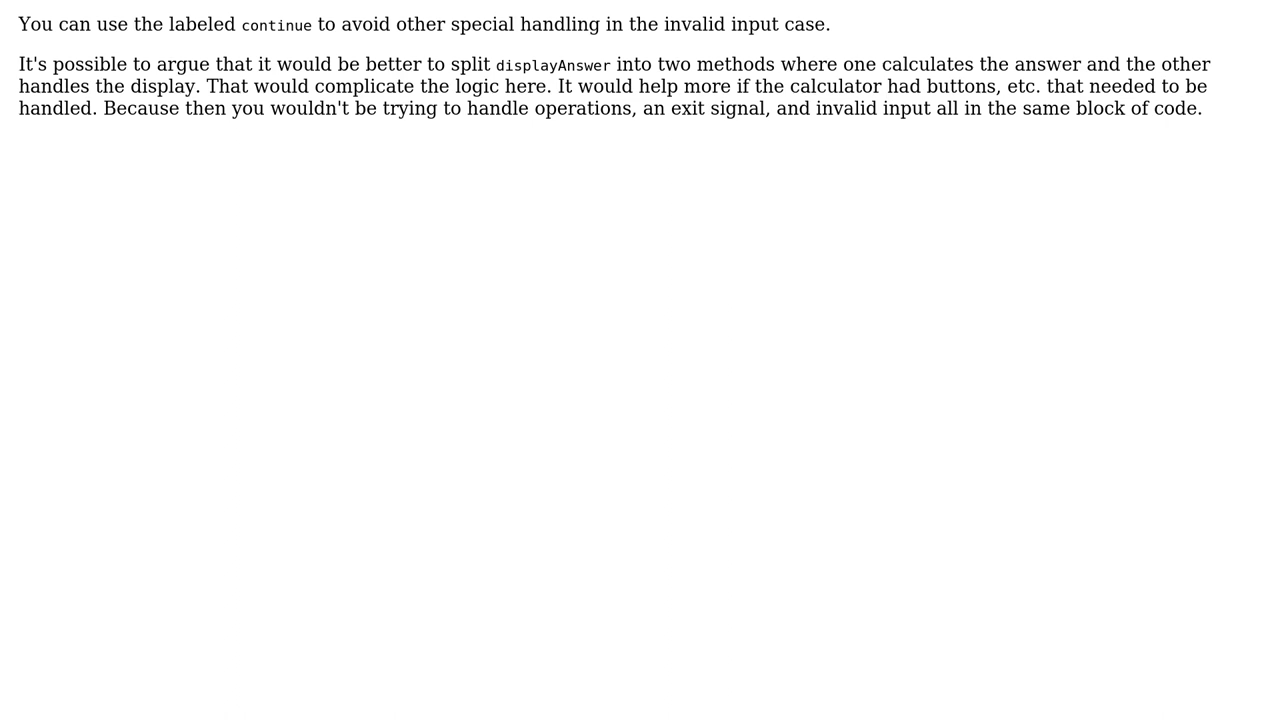 You can use the labeled continue to avoid other special handling in the invalid input case.
It's possible to argue that it would be better to split displayAnswer into two methods where one calculates the answer and the other
handles the display. That would complicate the logic here. It would help more if the calculator had buttons, etc. that needed to be
handled. Because then you wouldn't be trying to handle operations, an exit signal, and invalid input all in the same block of code.